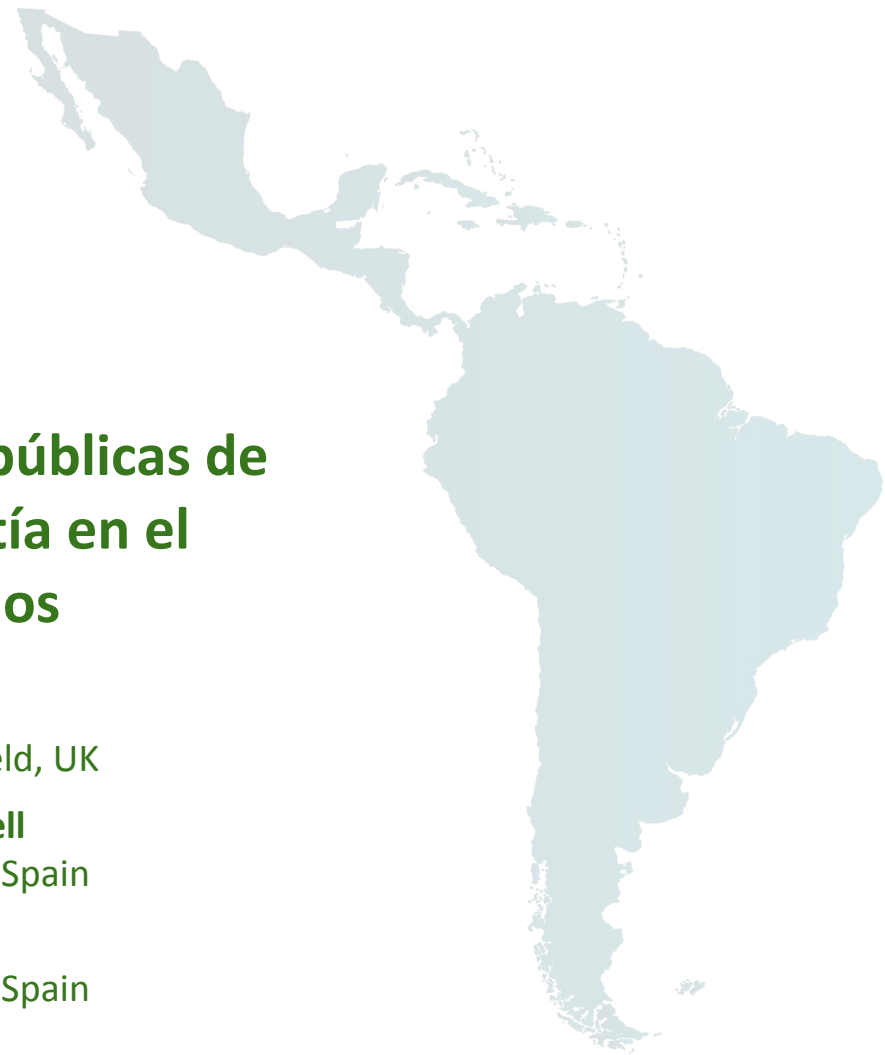 públicas de
tía en el
os
eld, UK
ell
Spain
Spain